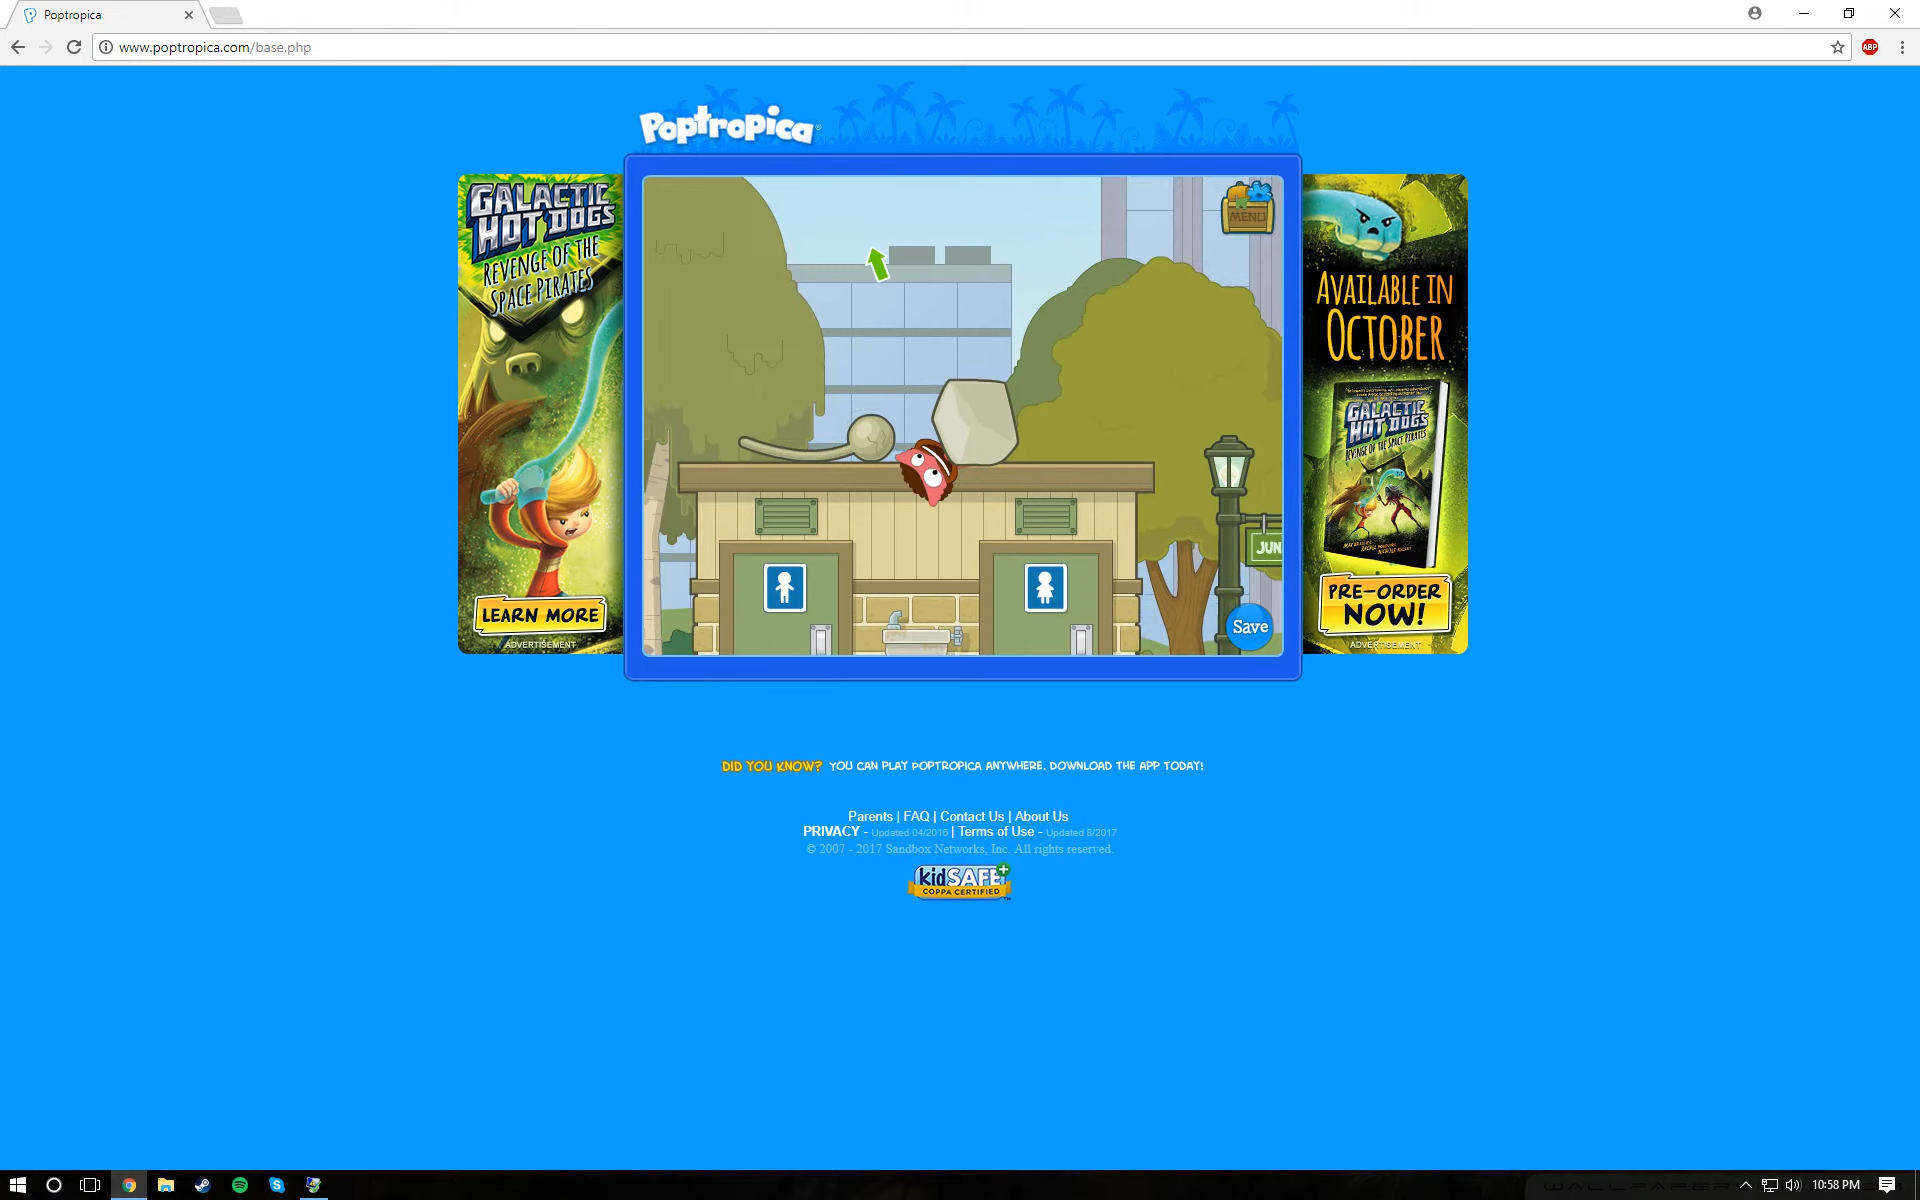 Poptropica
www.poptropica.com/base.php
ABP
Poptropica®
GALACTIC
HOT DOGS
REVENGE OF THE
SPACE PIRATES
LEARN MORE
ADVERTISEMENT
MENU
JUN
Save
AVAILABLE IN
OCTOBER
GALACTIC
HOT DOGS
REVENGE OF THE SPACE PIRATES
PRE-ORDER
NOW!
ADVERTISEMENT
DID YOU KNOW? YOU CAN PLAY POPTROPICA ANYWHERE. DOWNLOAD THE APP TODAY!
Parents | FAQ | Contact Us | About Us
PRIVACY - Updated 04/2016 | Terms of Use - Updated 8/2017
© 2007 - 2017 Sandbox Networks, Inc. All rights reserved.
kidSAFE+
COPPA CERTIFIED™
10:58 PM